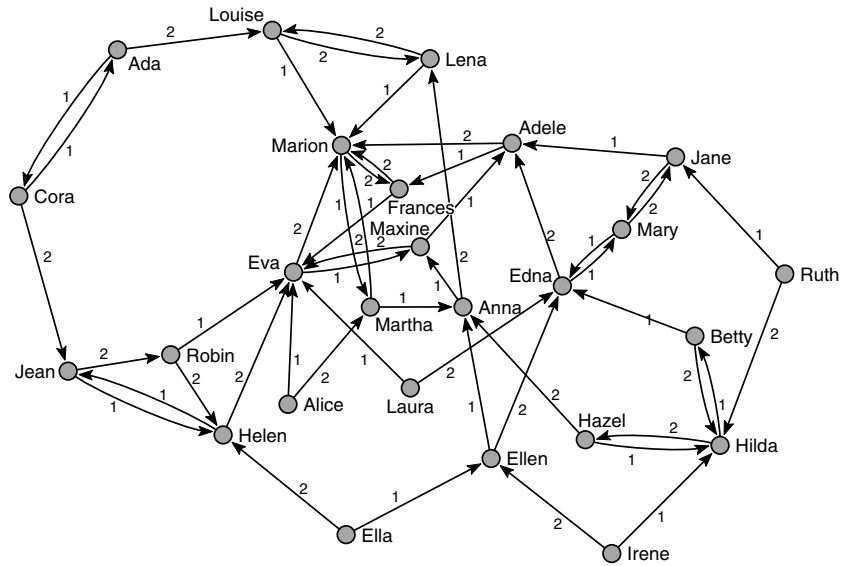 Louise
2
2
Ada
2
Lena
1
1
1
1
Marion
2
Adele
1
2
1
Jane
2
2
Frances
1
1
1
2
Cora
Maxine
2
Mary
2
2
2
1
Eva
1
2
2
Edna
1
1
Ruth
1
Martha
1
Anna
1
2
1
Robin
1
Betty
2
Jean
2
2
2
1
2
1
2
2
1
1
Alice
Laura
1
2
2
Hazel
2
Helen
1
Hilda
Ellen
2
1
2
1
Ella
Irene